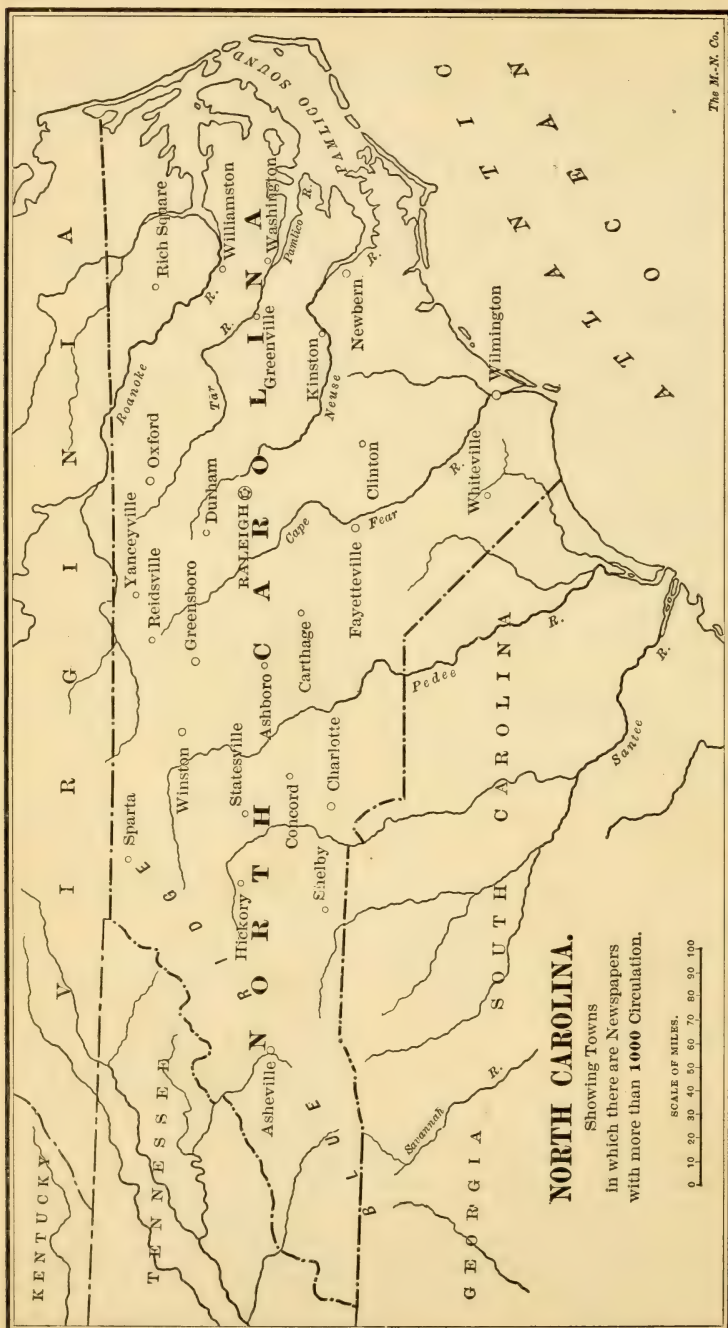 KENTUCKY
VIRGINIA
TENNESSEE
BLUE RIDGE
NORTH CAROLINA
Sparta
Yanceyville
Reidsville
Oxford
Roanoke R.
Rich Square
Winston
Greensboro
Durham
Tar R.
Williamston
Hickory
Statesville
Ashboro
RALEIGH
Greenville
Washington
Pamlico R.
PAMLICO SOUND
Asheville
Concord
Carthage
Cape Fear R.
Kinston
Neuse R.
Shelby
Charlotte
Fayetteville
Clinton
Newbern
Whiteville
Wilmington
Pedee R.
SOUTH CAROLINA
Santee R.
Savannah R.
GEORGIA
ATLANTIC
OCEAN
NORTH CAROLINA.
Showing Towns
in which there are Newspapers
with more than 1000 Circulation.
SCALE OF MILES.
0 10 20 30 40 50 60 70 80 90 100
The M.-N. Co.